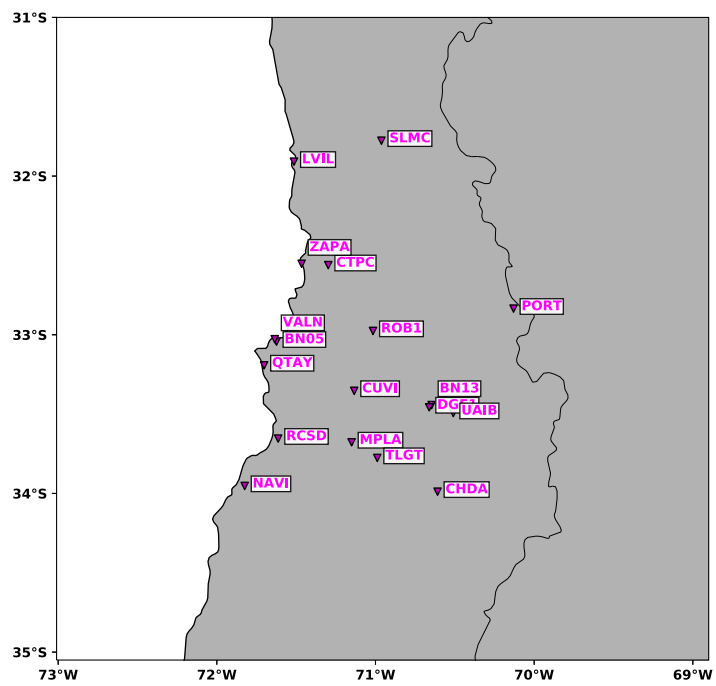 31°S
SLMC
LVIL
32°S
ZAPA
CTPC
PORT
VALN
33°S
ROB1
BN05
QTAY
CUVI
BN13
UAIB
RCSD
MPLA
TLGT
NAVI
CHDA
34°S
35°S
73°W
72°W
71°W
70°W
69°W